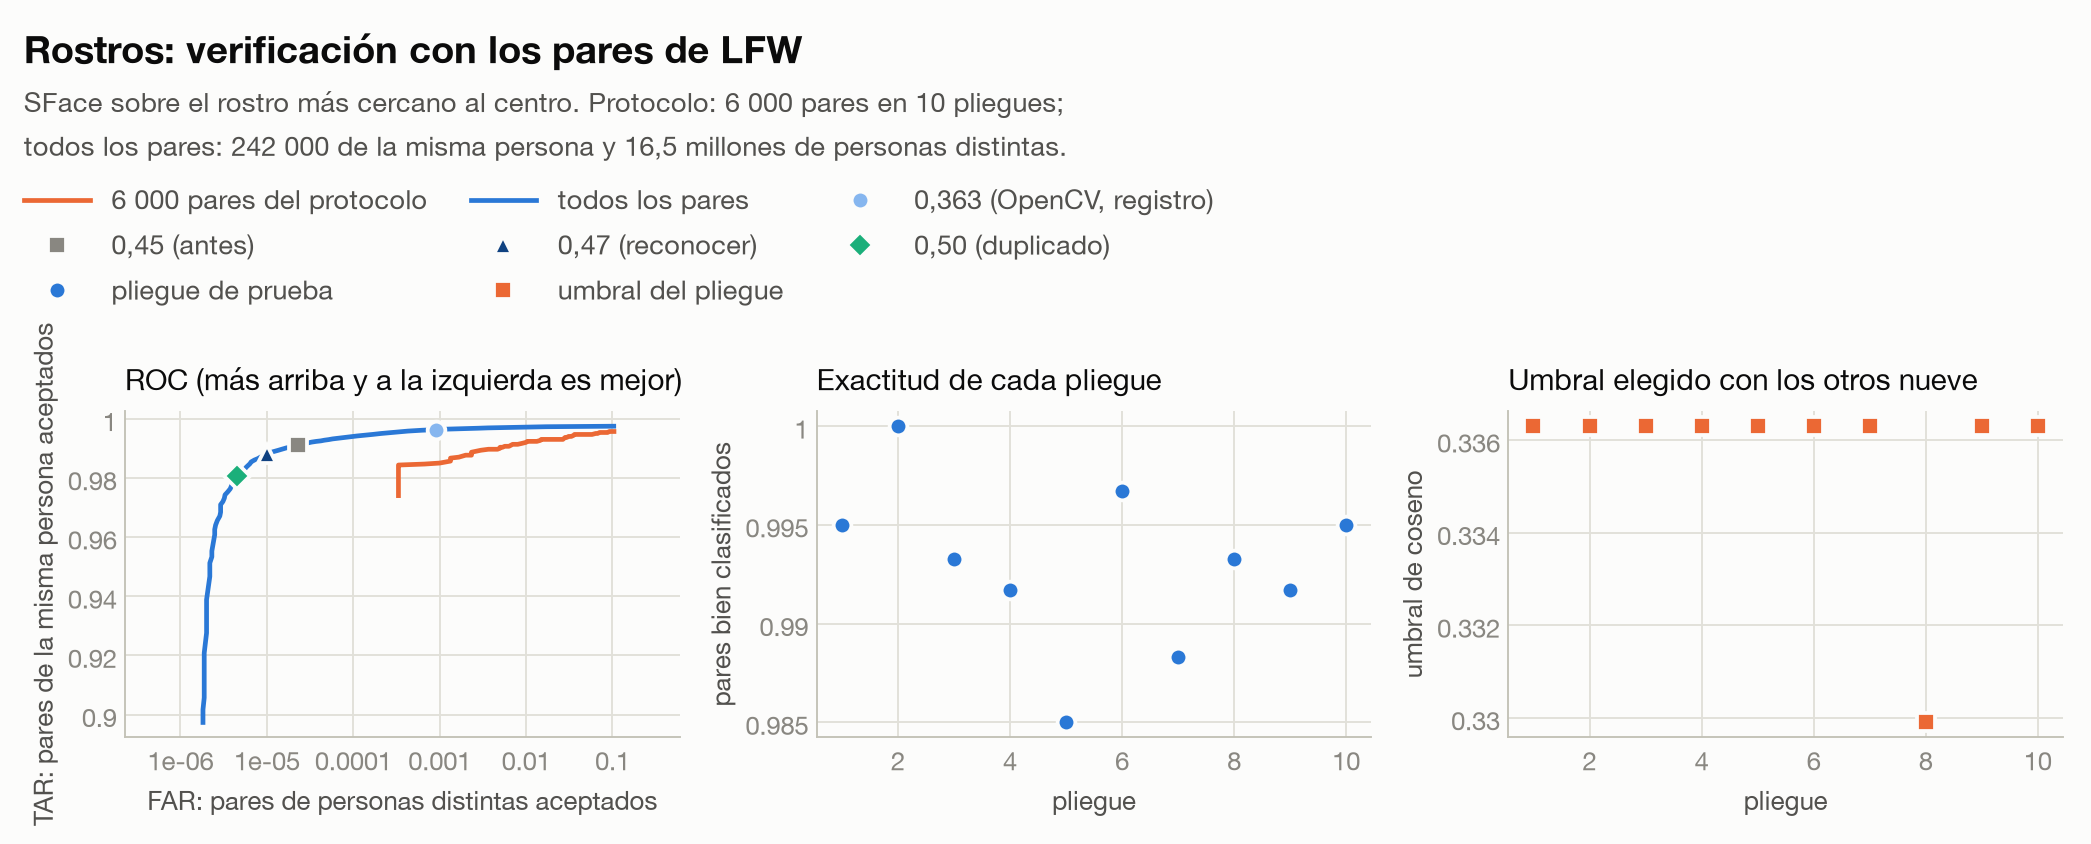 Rostros: verificación con los pares de LFW
SFace sobre el rostro más cercano al centro. Protocolo: 6 000 pares en 10 pliegues;
todos los pares: 242 000 de la misma persona y 16,5 millones de personas distintas.
6 000 pares del protocolo
todos los pares
0,363 (OpenCV, registro)
0,45 (antes)
0,47 (reconocer)
0,50 (duplicado)
pliegue de prueba
umbral del pliegue
ROC (más arriba y a la izquierda es mejor)
TAR: pares de la misma persona aceptados
1
0.98
0.96
0.94
0.92
0.9
1e-06 1e-05 0.0001 0.001 0.01 0.1
FAR: pares de personas distintas aceptados
Exactitud de cada pliegue
pares bien clasificados
1
0.995
0.99
0.985
2 4 6 8 10
pliegue
Umbral elegido con los otros nueve
umbral de coseno
0.336
0.334
0.332
0.33
2 4 6 8 10
pliegue